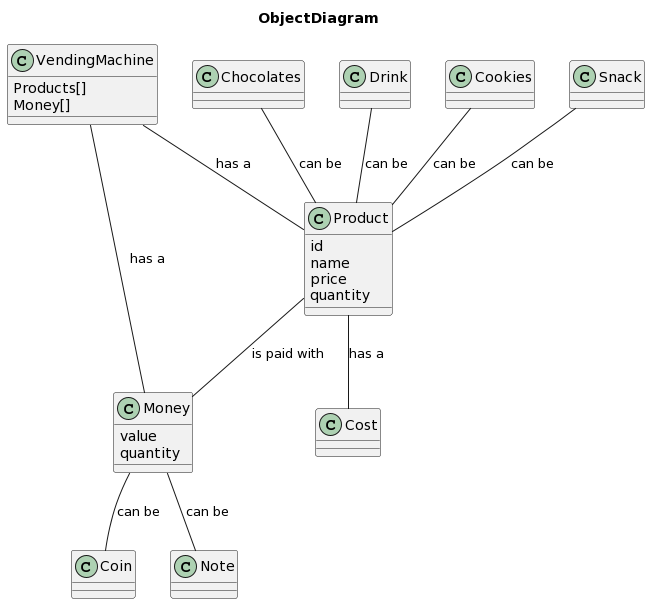 ObjectDiagram
C VendingMachine
Products[]
Money[]
C Chocolates
C Drink
C Cookies
C Snack
has a
can be
can be
can be
can be
C Product
id
name
price
quantity
has a
is paid with
has a
C Money
value
quantity
C Cost
can be
can be
C Coin
C Note